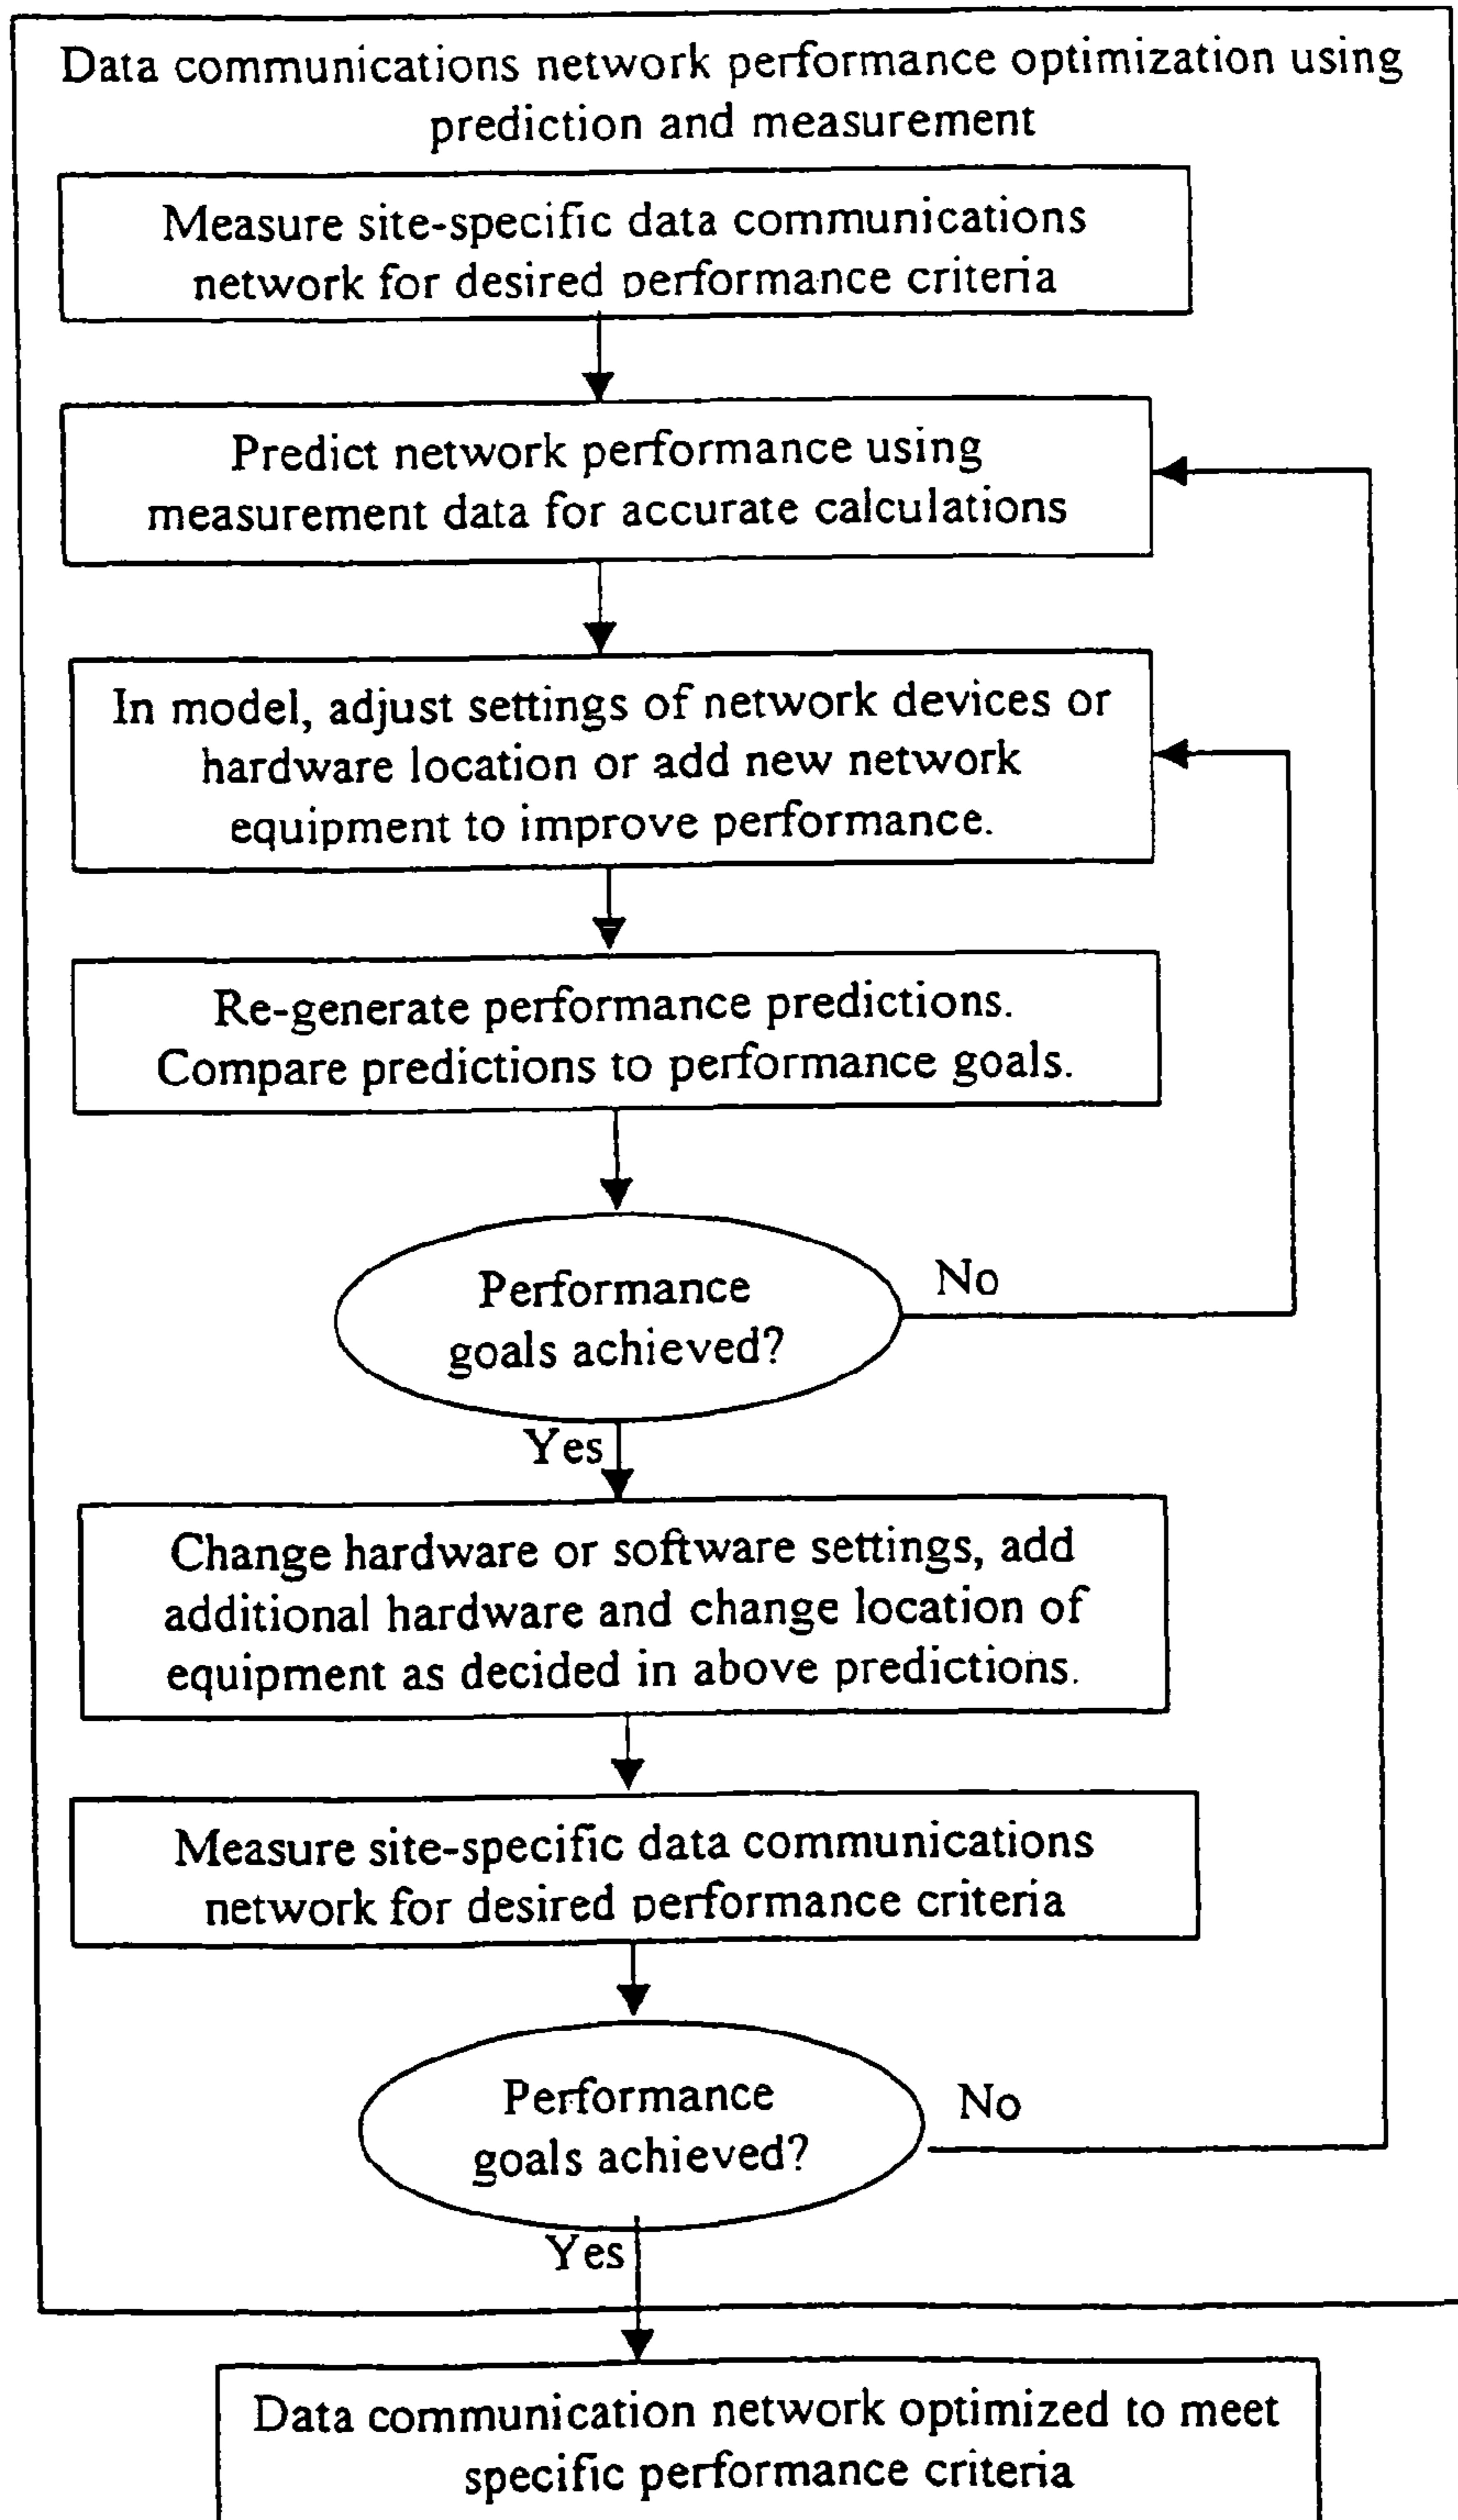 Data communications network performance optimization using
prediction and measurement
Measure site-specific data communications
network for desired performance criteria
Predict network performance using
measurement data for accurate calculations
In model, adjust settings of network devices or
hardware location or add new network
equipment to improve performance.
Re-generate performance predictions.
Compare predictions to performance goals.
Performance
goals achieved?
No
Yes
Change hardware or software settings, add
additional hardware and change location of
equipment as decided in above predictions.
Measure site-specific data communications
network for desired performance criteria
Performance
goals achieved?
No
Yes
Data communication network optimized to meet
specific performance criteria